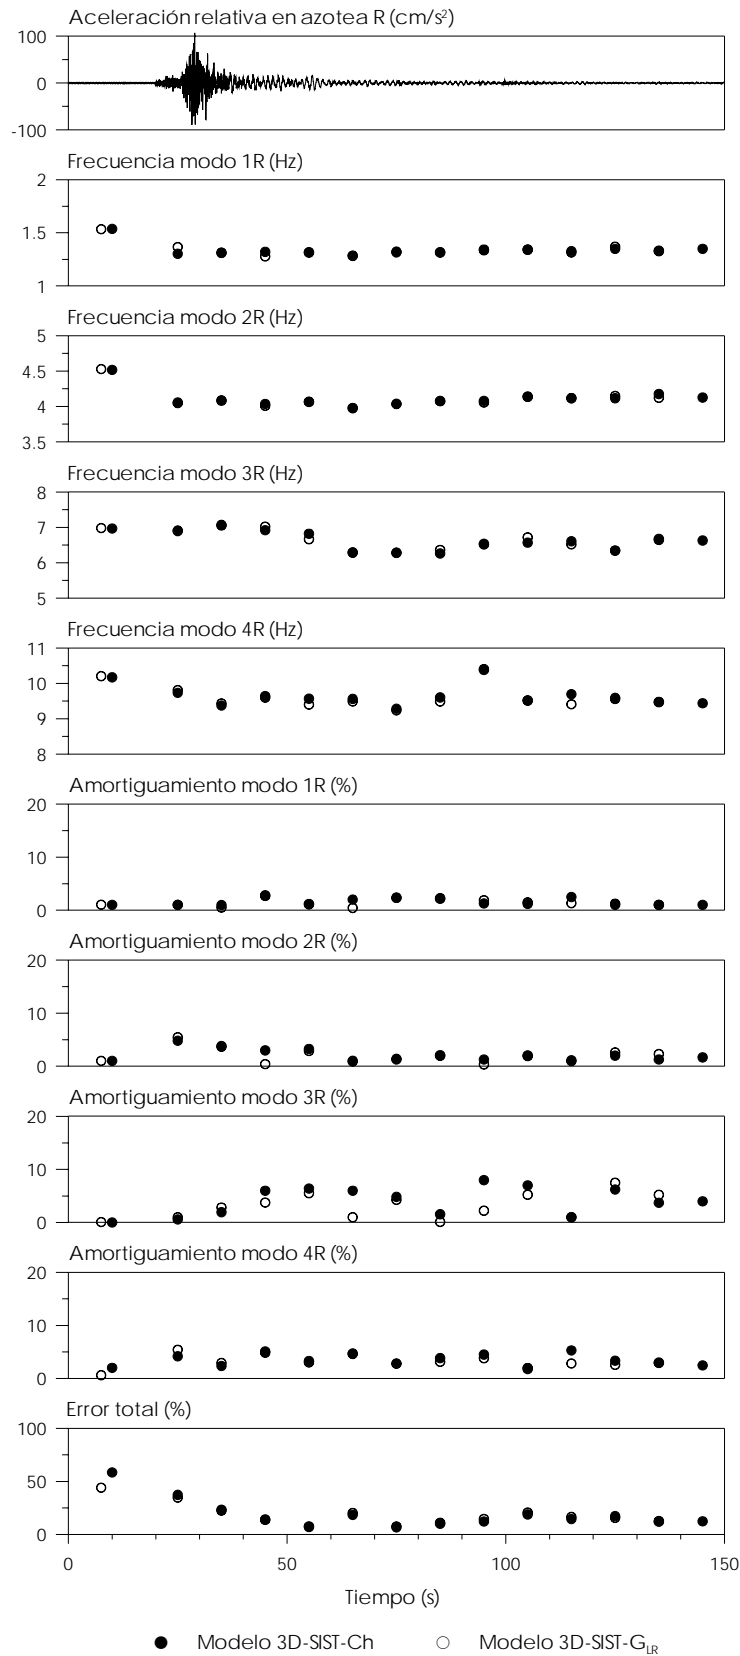 Aceleración relativa en azotea R (cm/s²)
100
0
-100
Frecuencia modo 1R (Hz)
2
1.5
1
Frecuencia modo 2R (Hz)
5
4.5
4
3.5
Frecuencia modo 3R (Hz)
8
7
6
5
Frecuencia modo 4R (Hz)
11
10
9
8
Amortiguamiento modo 1R (%)
20
10
0
Amortiguamiento modo 2R (%)
20
10
0
Amortiguamiento modo 3R (%)
20
10
0
Amortiguamiento modo 4R (%)
20
10
0
Error total (%)
100
50
0
0 50 100 150
Tiempo (s)
Modelo 3D-SIST-Ch Modelo 3D-SIST-G_LR